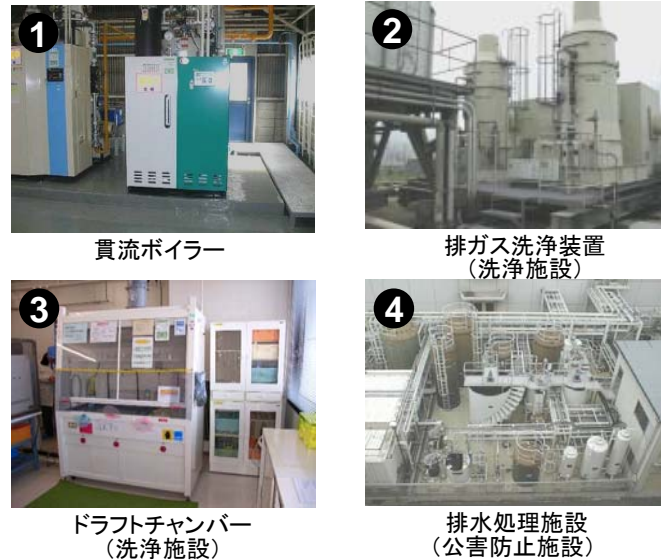 1
貫流ボイラー
2
排ガス洗浄装置
（洗浄施設）
3
ドラフトチャンバー
（洗浄施設）
4
排水処理施設
（公害防止施設）